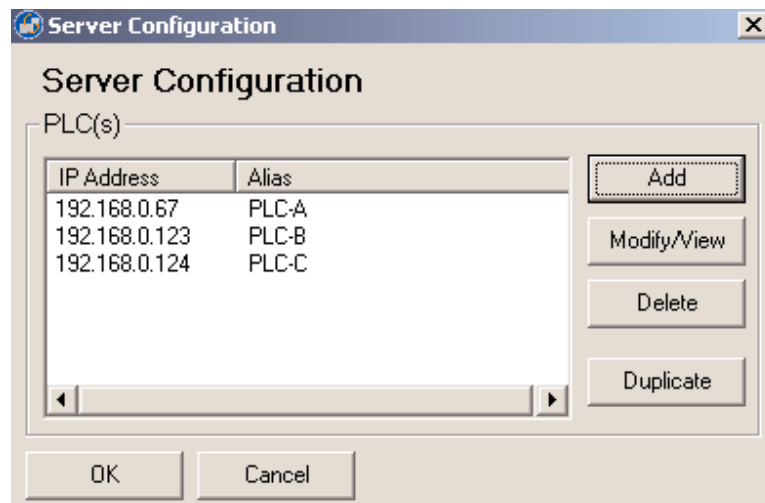 Server Configuration
Server Configuration
PLC(s)
IP Address Alias
192.168.0.67 PLC-A
192.168.0.123 PLC-B
192.168.0.124 PLC-C
Add
Modify/View
Delete
Duplicate
OK Cancel